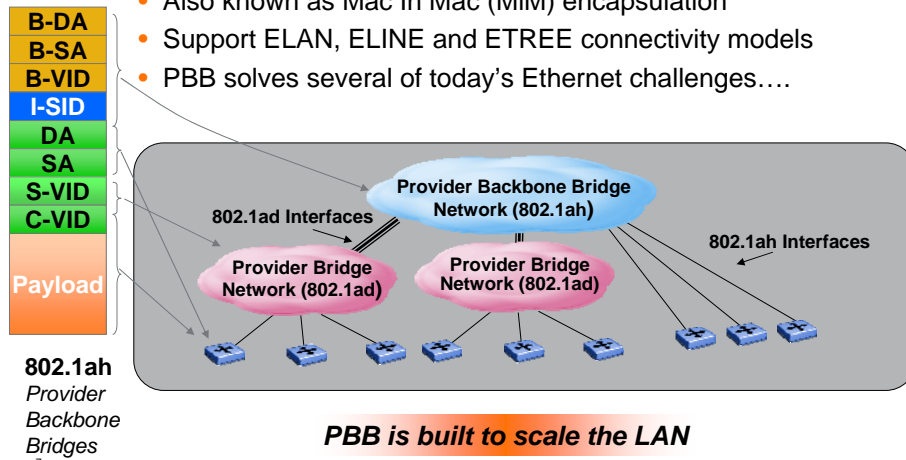 • Also known as Mac In Mac (MiM) encapsulation
• Support ELAN, ELINE and ETREE connectivity models
• PBB solves several of today's Ethernet challenges….
B-DA
B-SA
B-VID
I-SID
DA
SA
S-VID
C-VID
Payload
802.1ah
Provider
Backbone
Bridges
Provider Backbone Bridge
Network (802.1ah)
802.1ad Interfaces
802.1ah Interfaces
Provider Bridge
Network (802.1ad)
Provider Bridge
Network (802.1ad)
PBB is built to scale the LAN